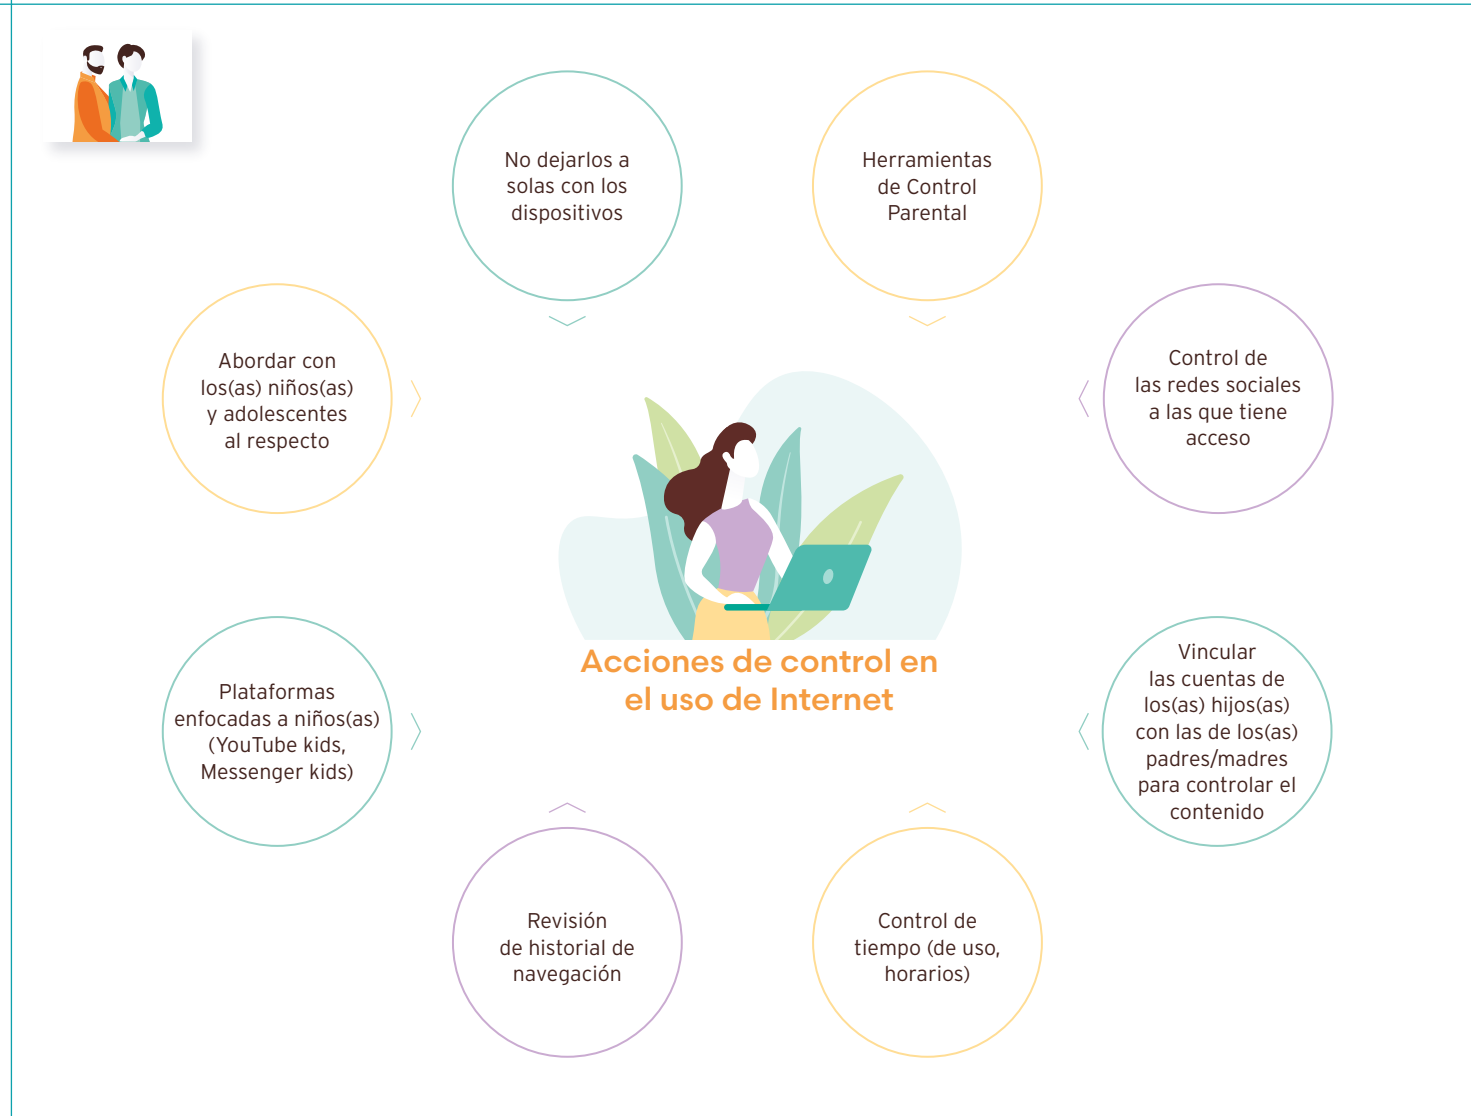 No dejarlos a
solas con los
dispositivos
Herramientas
de Control
Parental
Abordar con
los(as) niños(as)
y adolescentes
al respecto
Control de
las redes sociales
a las que tiene
acceso
Acciones de control en
el uso de Internet
Plataformas
enfocadas a niños(as)
(YouTube kids,
Messenger kids)
Vincular
las cuentas de
los(as) hijos(as)
con las de los(as)
padres/madres
para controlar el
contenido
Revisión
de historial de
navegación
Control de
tiempo (de uso,
horarios)